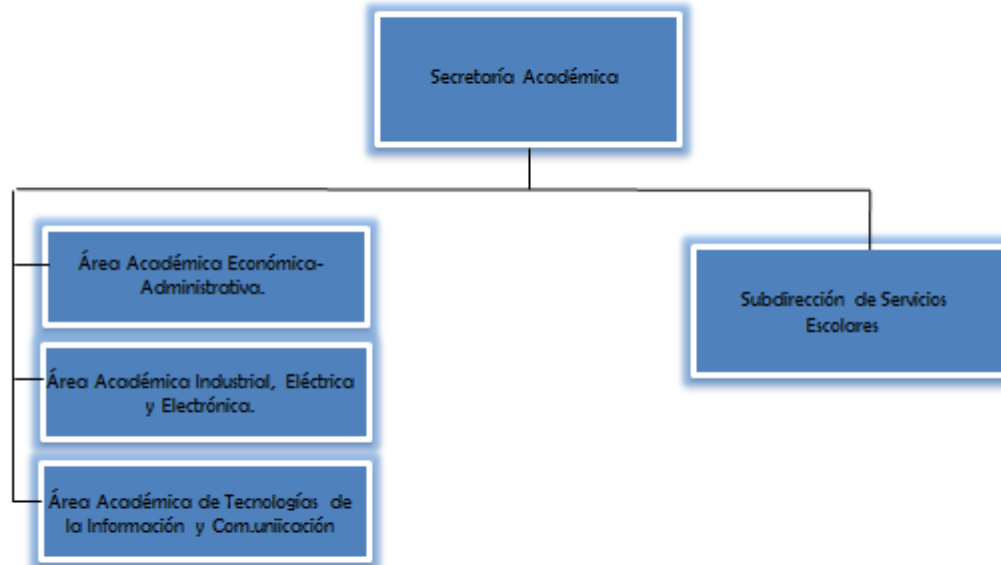 Secretaría Académica
Área Académica Económica-
Administrativa.
Subdirección de Servicios
Escolares
Área Académica Industrial, Eléctrica
y Electrónica.
Área Académica de Tecnologías de
la Información y Com.uniicación